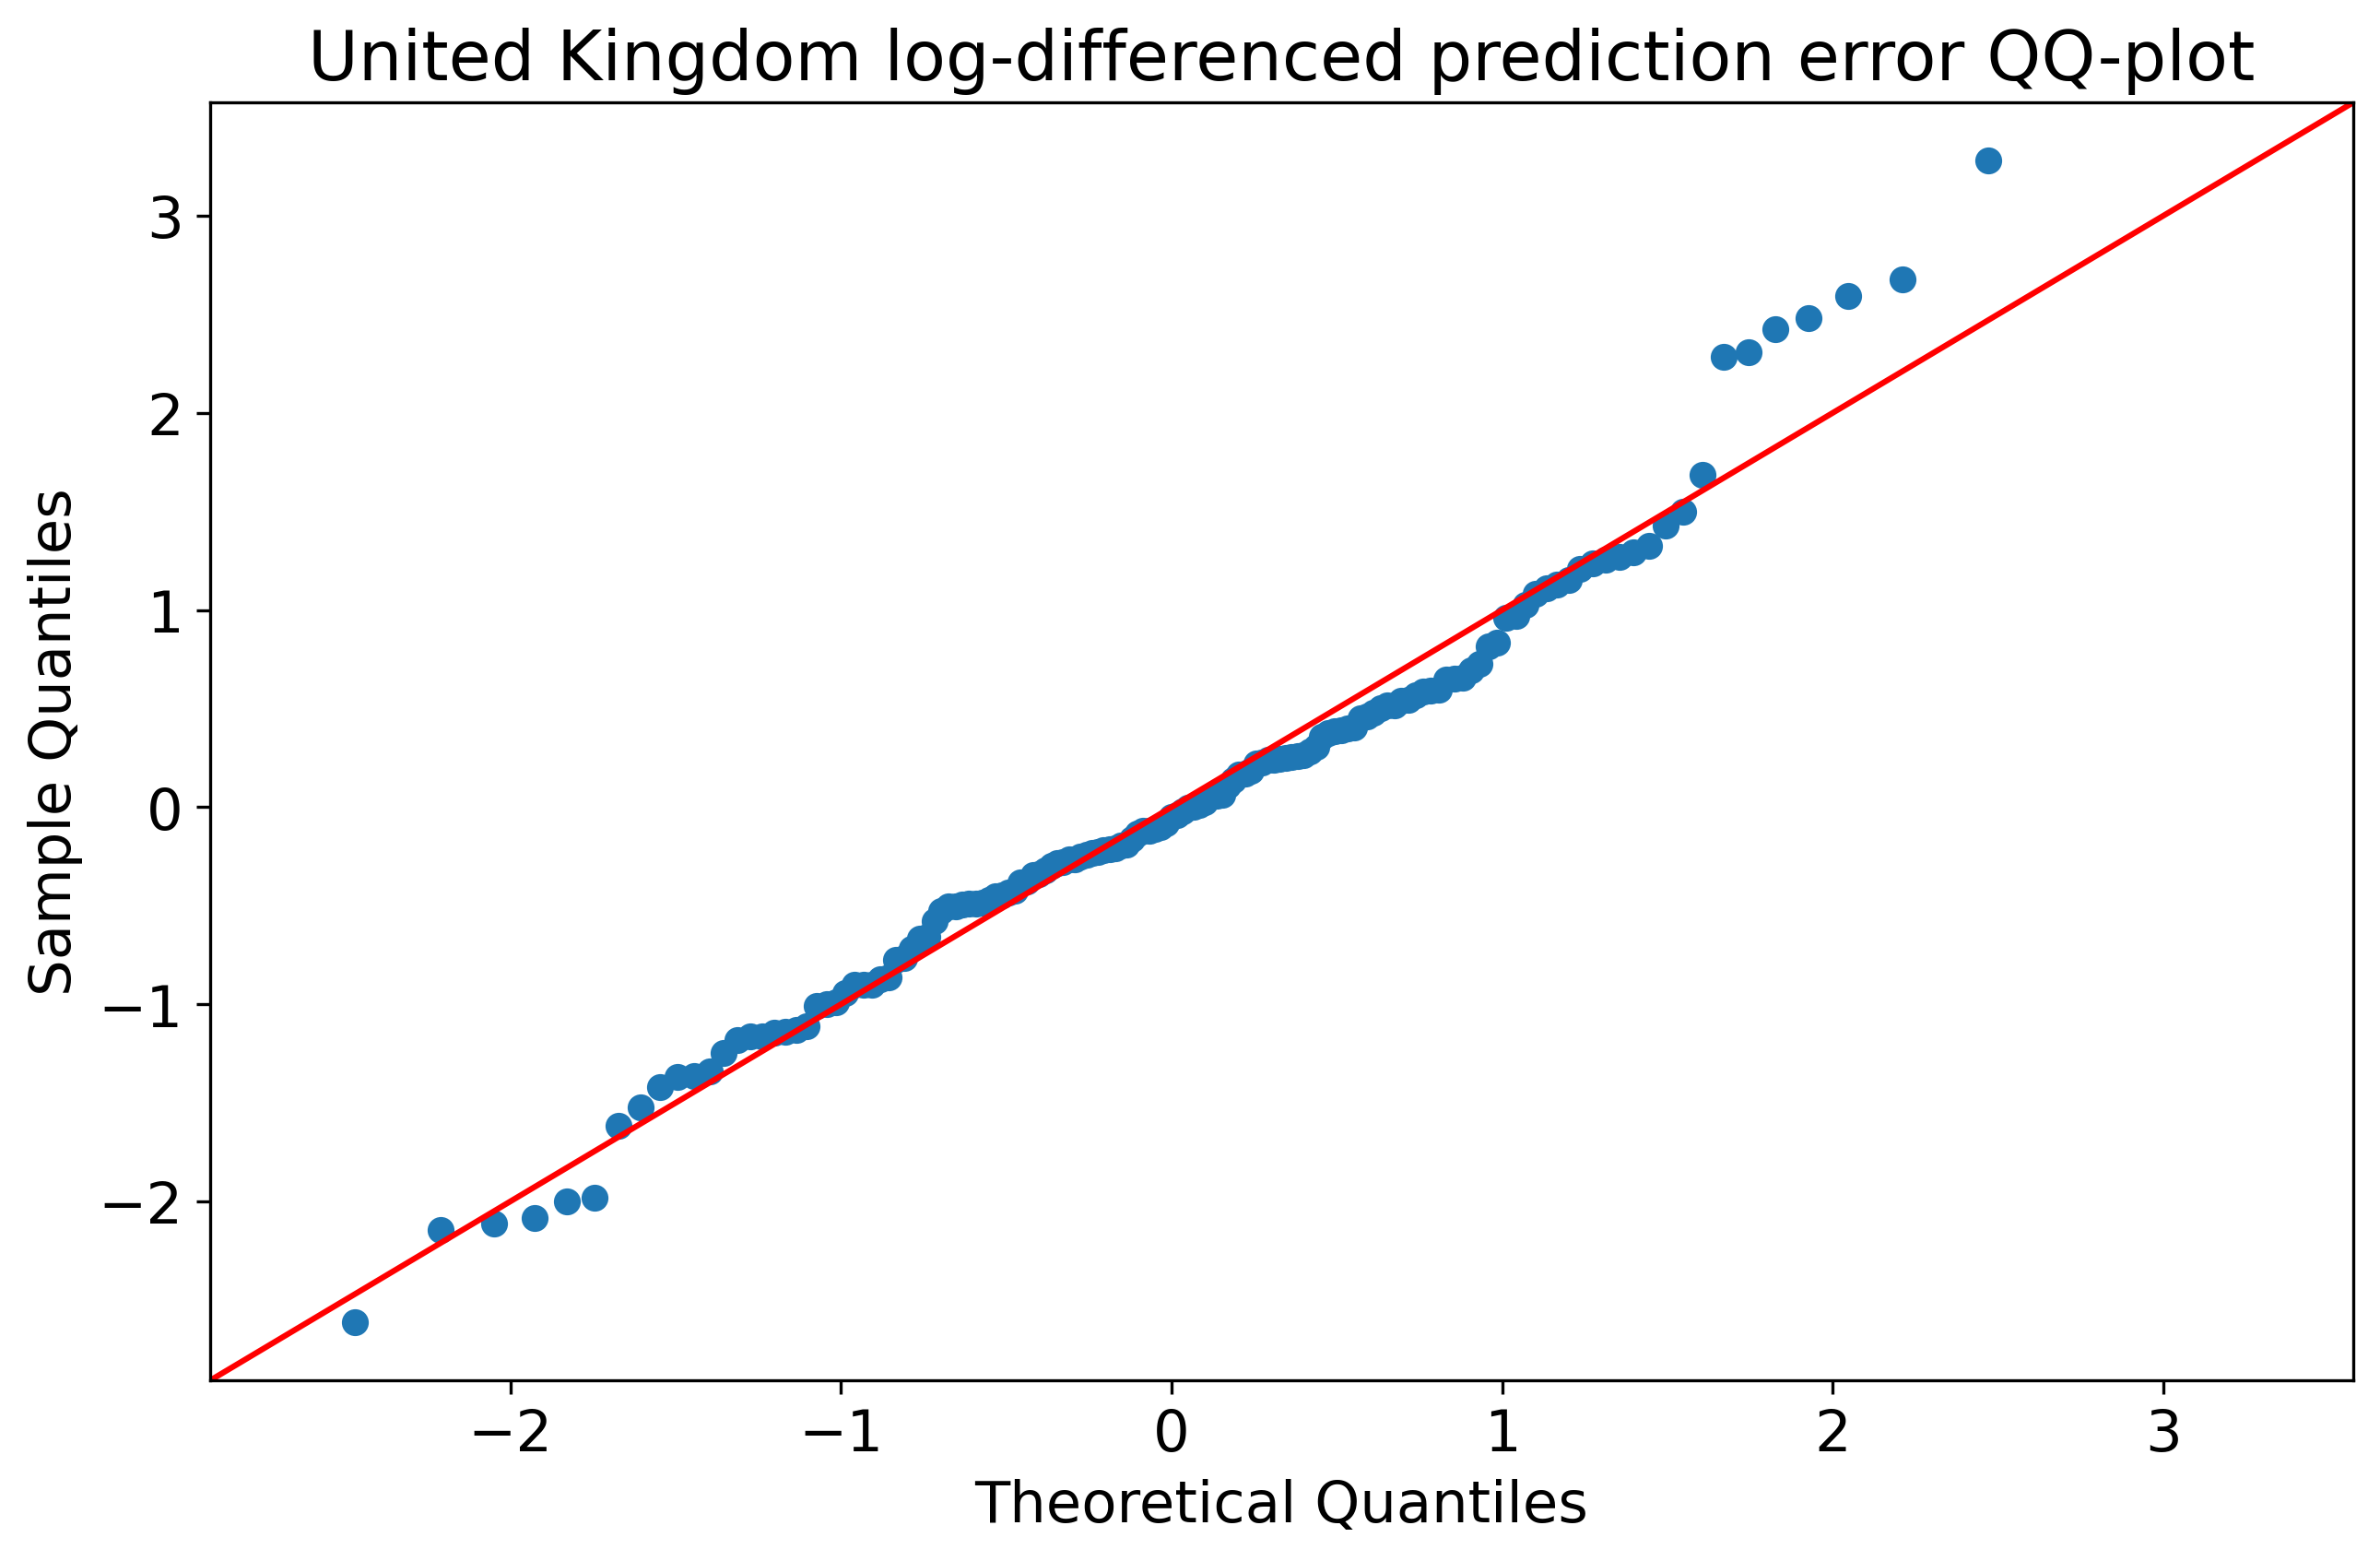 United Kingdom log-differenced prediction error QQ-plot
Sample Quantiles
3
2
1
0
−1
−2
−2 −1 0 1 2 3
Theoretical Quantiles